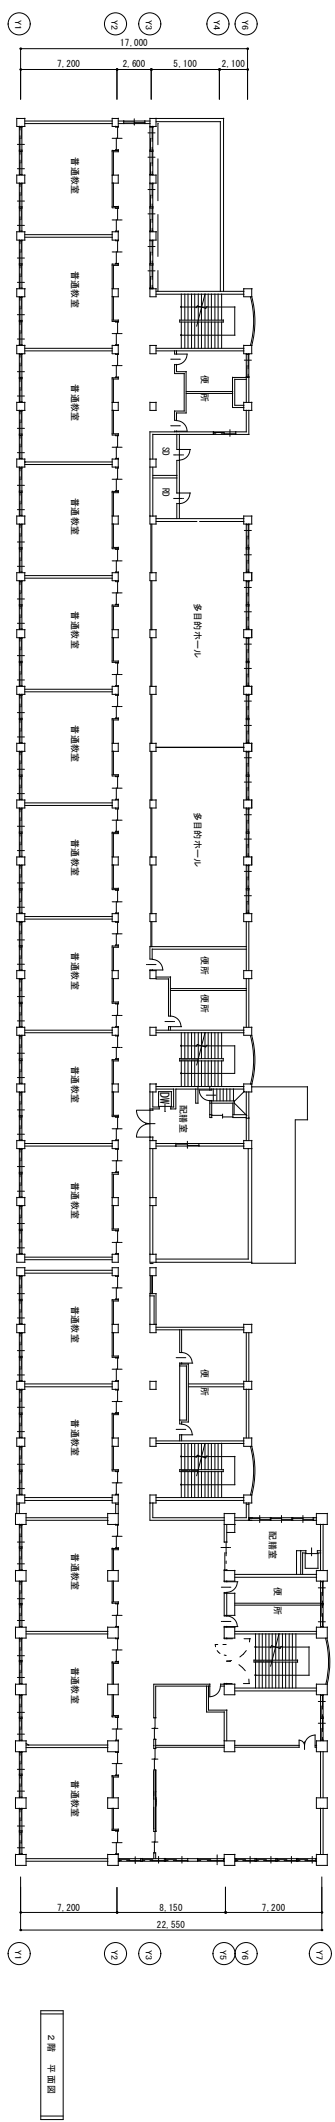 Y1
Y2
Y3
Y4
Y6
17,000
7,200
2,600
5,100
2,100
普通教室
普通教室
普通教室
便所
SD
RD
普通教室
普通教室
多目的ホール
普通教室
普通教室
多目的ホール
普通教室
便所
便所
普通教室
DW
配膳室
普通教室
普通教室
便所
普通教室
普通教室
配膳室
便所
普通教室
普通教室
7,200
8,150
7,200
22,550
Y1
Y2
Y3
Y5
Y6
Y7
2階 平面図